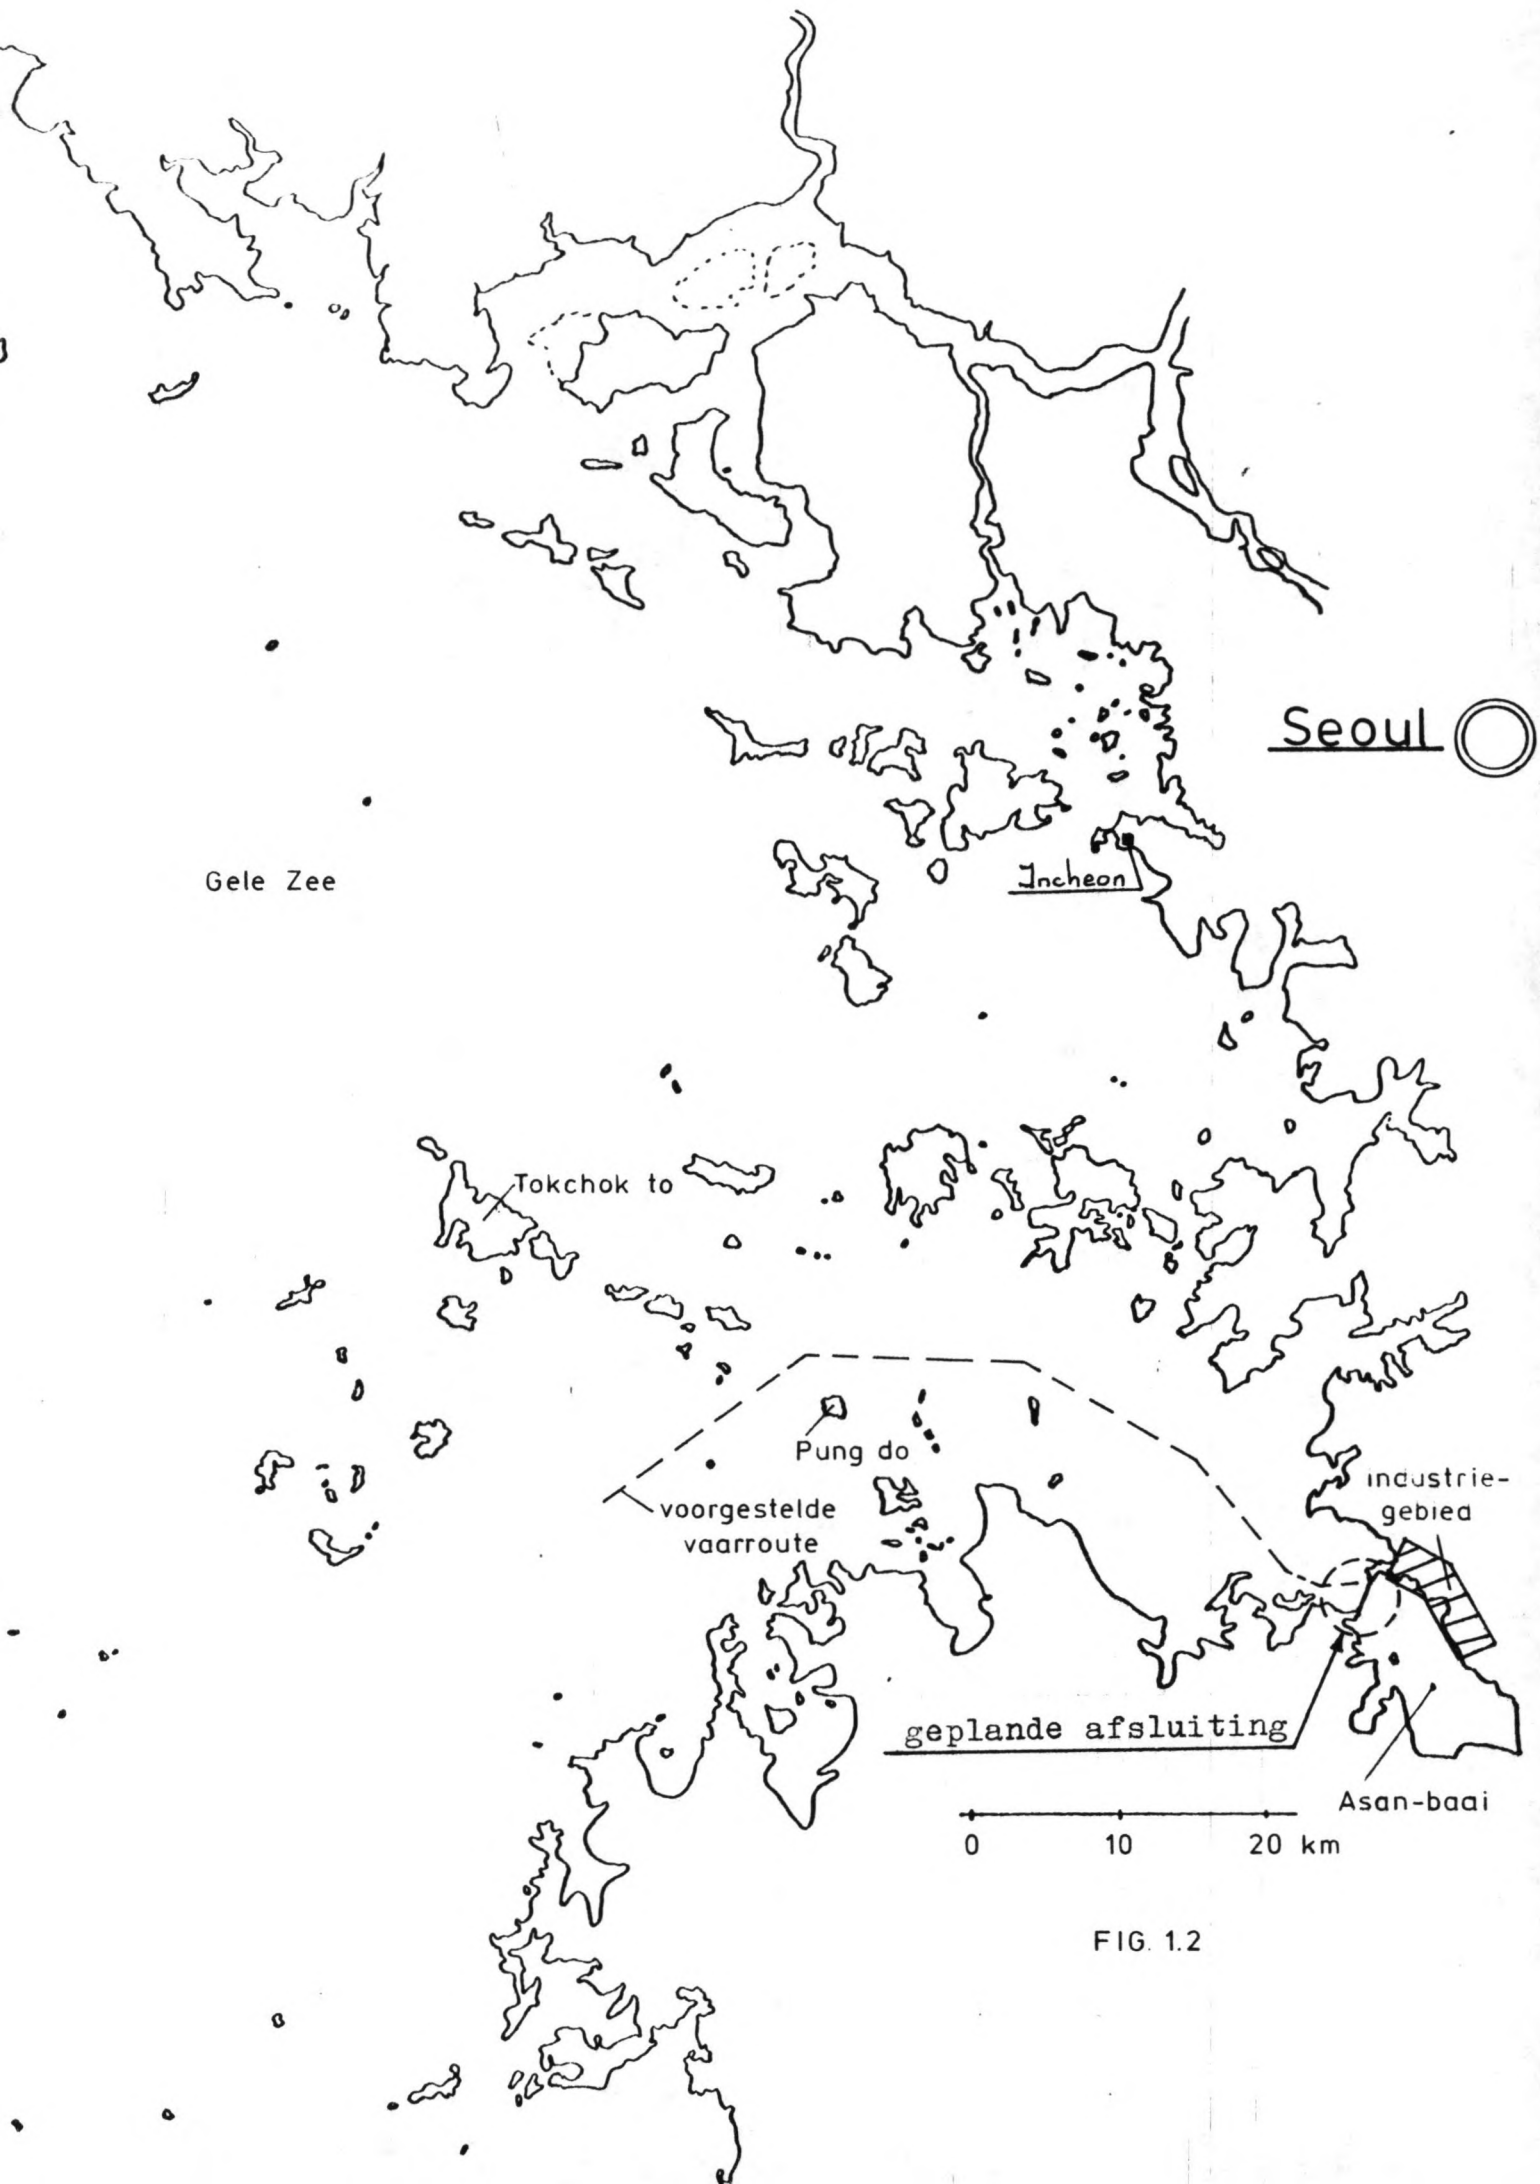 Seoul
Gele Zee
Incheon
Tokchok to
Pung do
industrie-
gebied
voorgestelde
vaarroute
geplande afsluiting
Asan-baai
0 10 20 km
FIG. 1.2